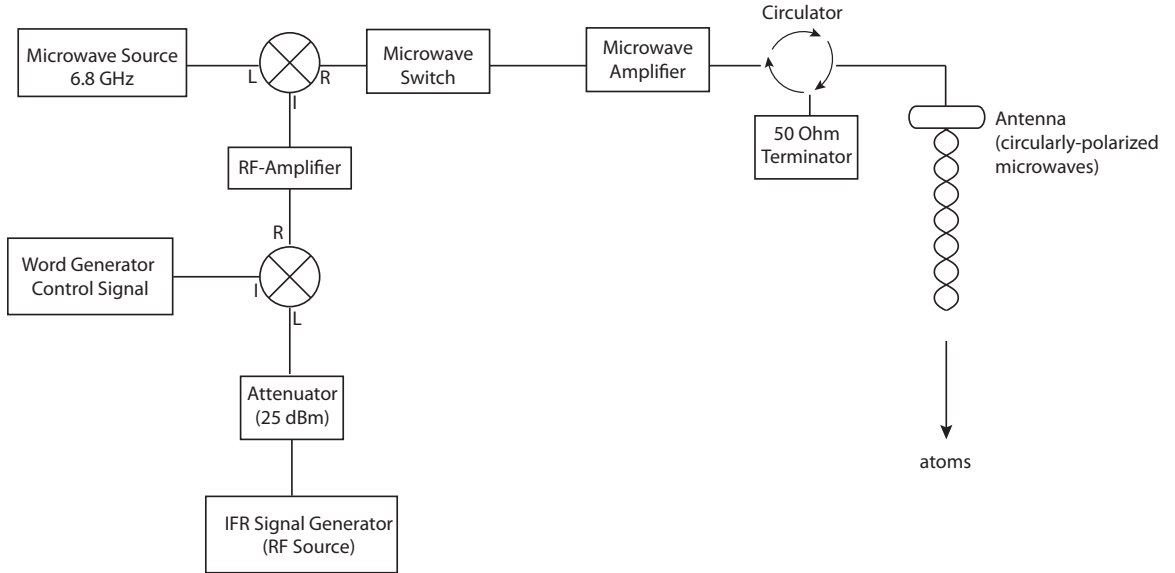 Circulator
Microwave Source
6.8 GHz
L
R
I
Microwave
Switch
Microwave
Amplifier
50 Ohm
Terminator
Antenna
(circularly-polarized
microwaves)
RF-Amplifier
R
Word Generator
Control Signal
I
L
Attenuator
(25 dBm)
atoms
IFR Signal Generator
(RF Source)